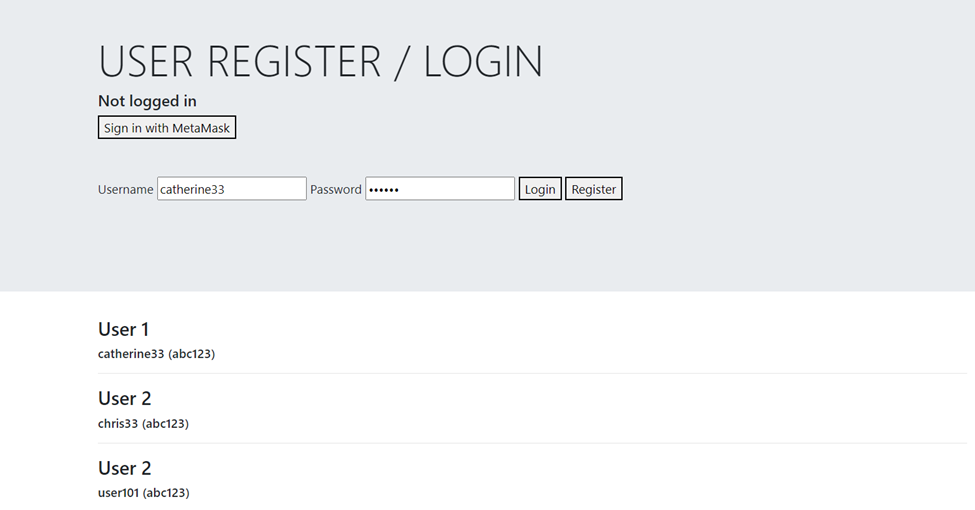 USER REGISTER / LOGIN
Not logged in
Sign in with MetaMask
Username catherine33 Password •••••• Login Register
User 1
catherine33 (abc123)
User 2
chris33 (abc123)
User 2
user101 (abc123)